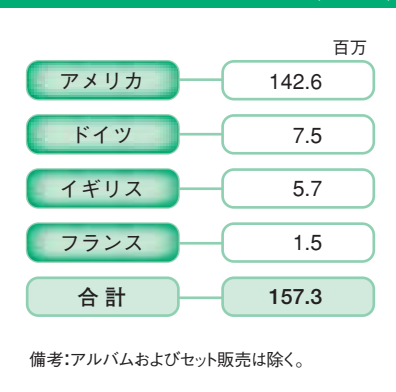 百万
アメリカ 142.6
ドイツ 7.5
イギリス 5.7
フランス 1.5
合計 157.3
備考:アルバムおよびセット販売は除く。